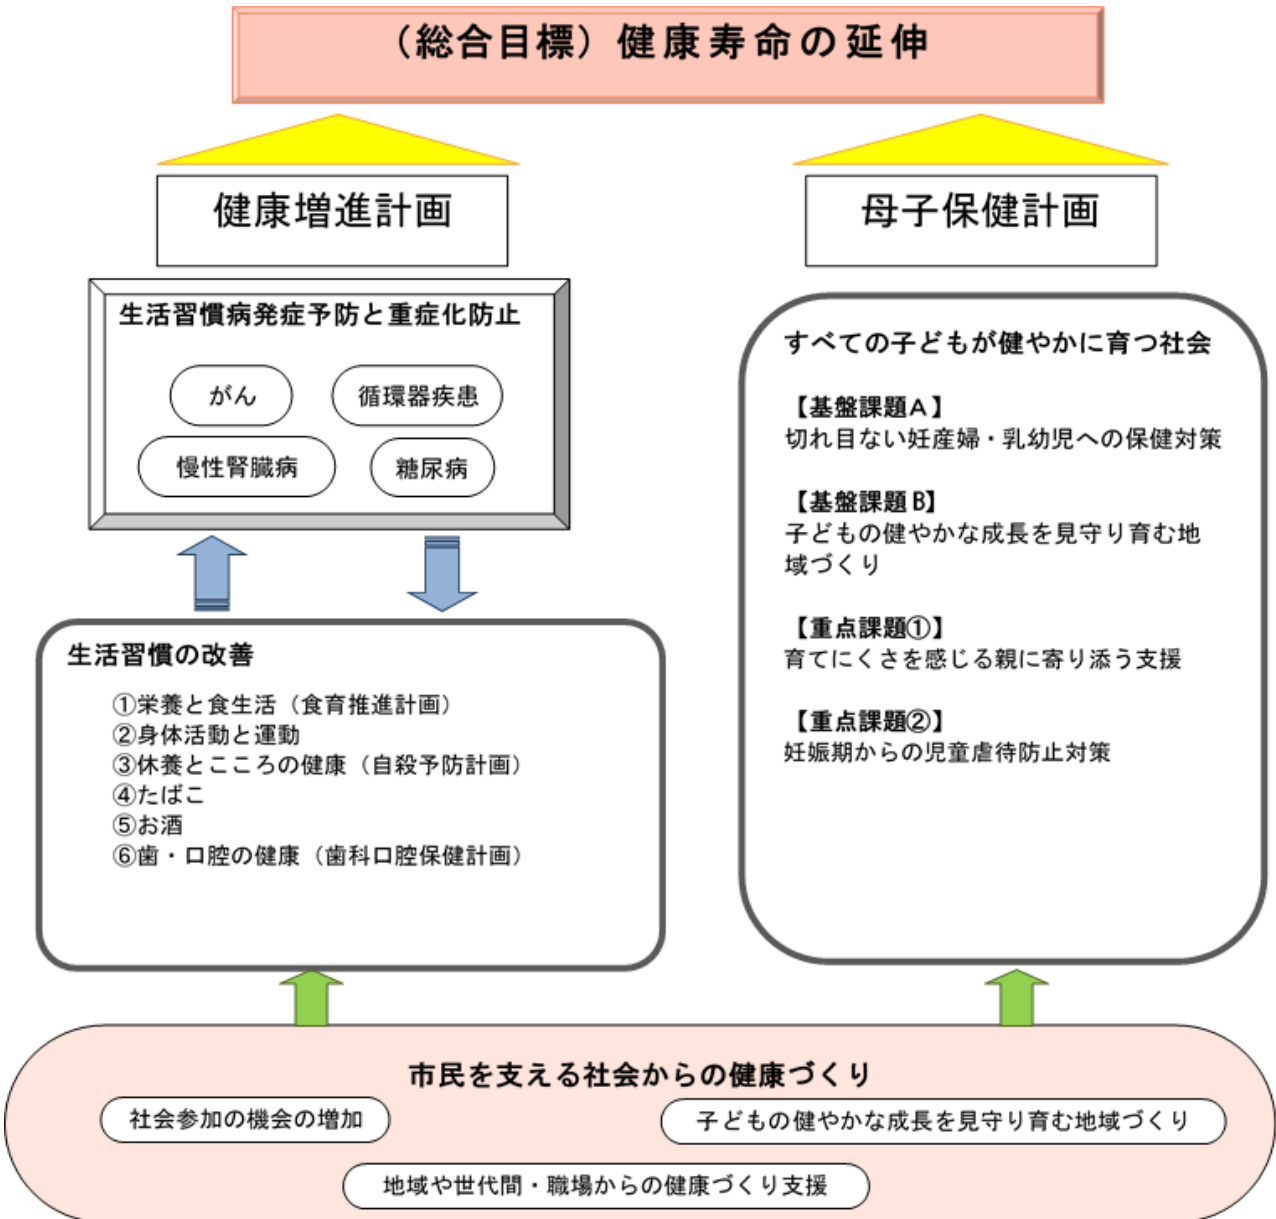 （総合目標）健康寿命の延伸
健康増進計画
生活習慣病発症予防と重症化防止
がん
循環器疾患
慢性腎臓病
糖尿病
生活習慣の改善
①栄養と食生活（食育推進計画）
②身体活動と運動
③休養とこころの健康（自殺予防計画）
④たばこ
⑤お酒
⑥歯・口腔の健康（歯科口腔保健計画）
母子保健計画
すべての子どもが健やかに育つ社会
【基盤課題Ａ】
切れ目ない妊産婦・乳幼児への保健対策
【基盤課題B】
子どもの健やかな成長を見守り育む地
域づくり
【重点課題①】
育てにくさを感じる親に寄り添う支援
【重点課題②】
妊娠期からの児童虐待防止対策
市民を支える社会からの健康づくり
社会参加の機会の増加
子どもの健やかな成長を見守り育む地域づくり
地域や世代間・職場からの健康づくり支援